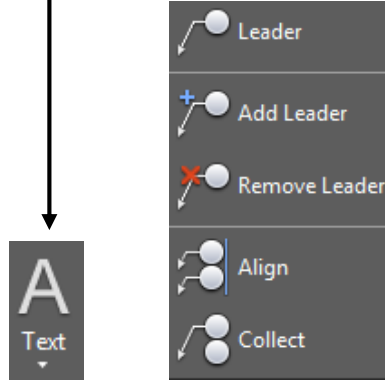 Leader
Add Leader
Remove Leader
Align
Collect
A
Text